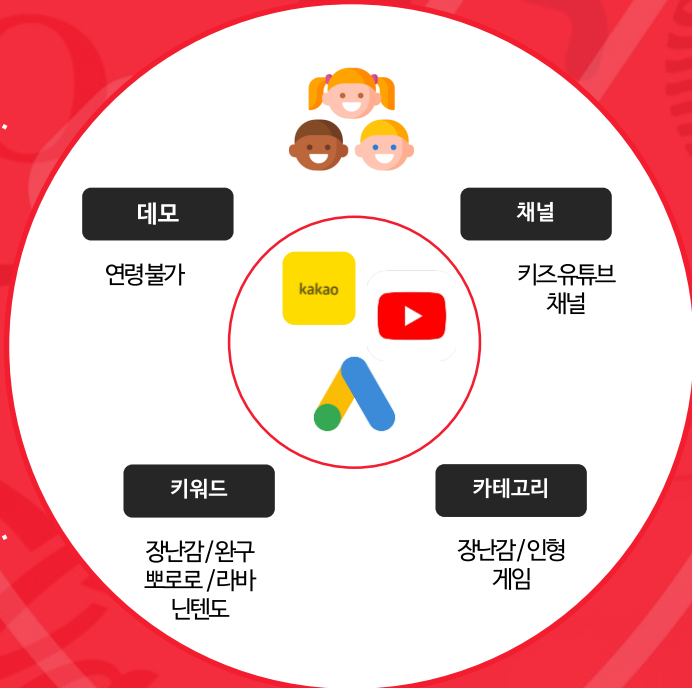 데모
채널
연령불가
키즈유튜브
채널
kakao
키워드
카테고리
장난감/완구
뽀로로/라바
닌텐도
장난감/인형
게임